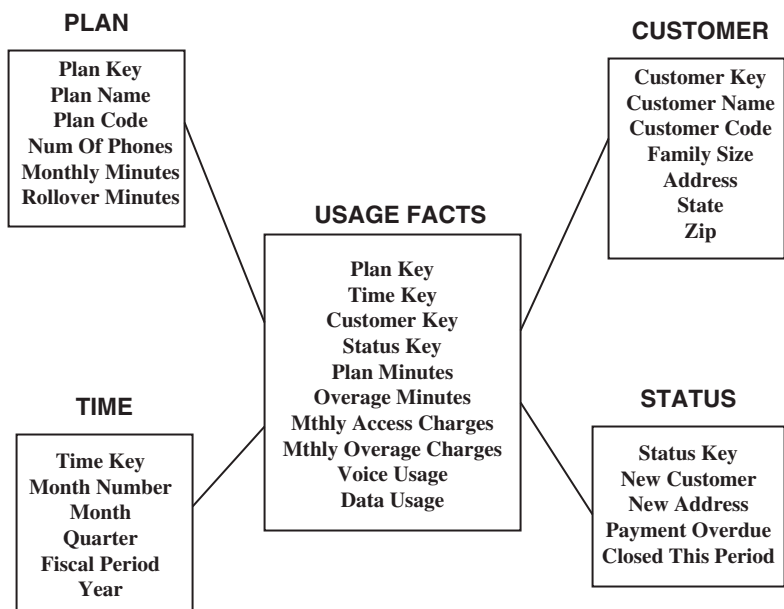 PLAN
Plan Key
Plan Name
Plan Code
Num Of Phones
Monthly Minutes
Rollover Minutes
CUSTOMER
Customer Key
Customer Name
Customer Code
Family Size
Address
State
Zip
USAGE FACTS
Plan Key
Time Key
Customer Key
Status Key
Plan Minutes
Overage Minutes
Mthly Access Charges
Mthly Overage Charges
Voice Usage
Data Usage
TIME
Time Key
Month Number
Month
Quarter
Fiscal Period
Year
STATUS
Status Key
New Customer
New Address
Payment Overdue
Closed This Period